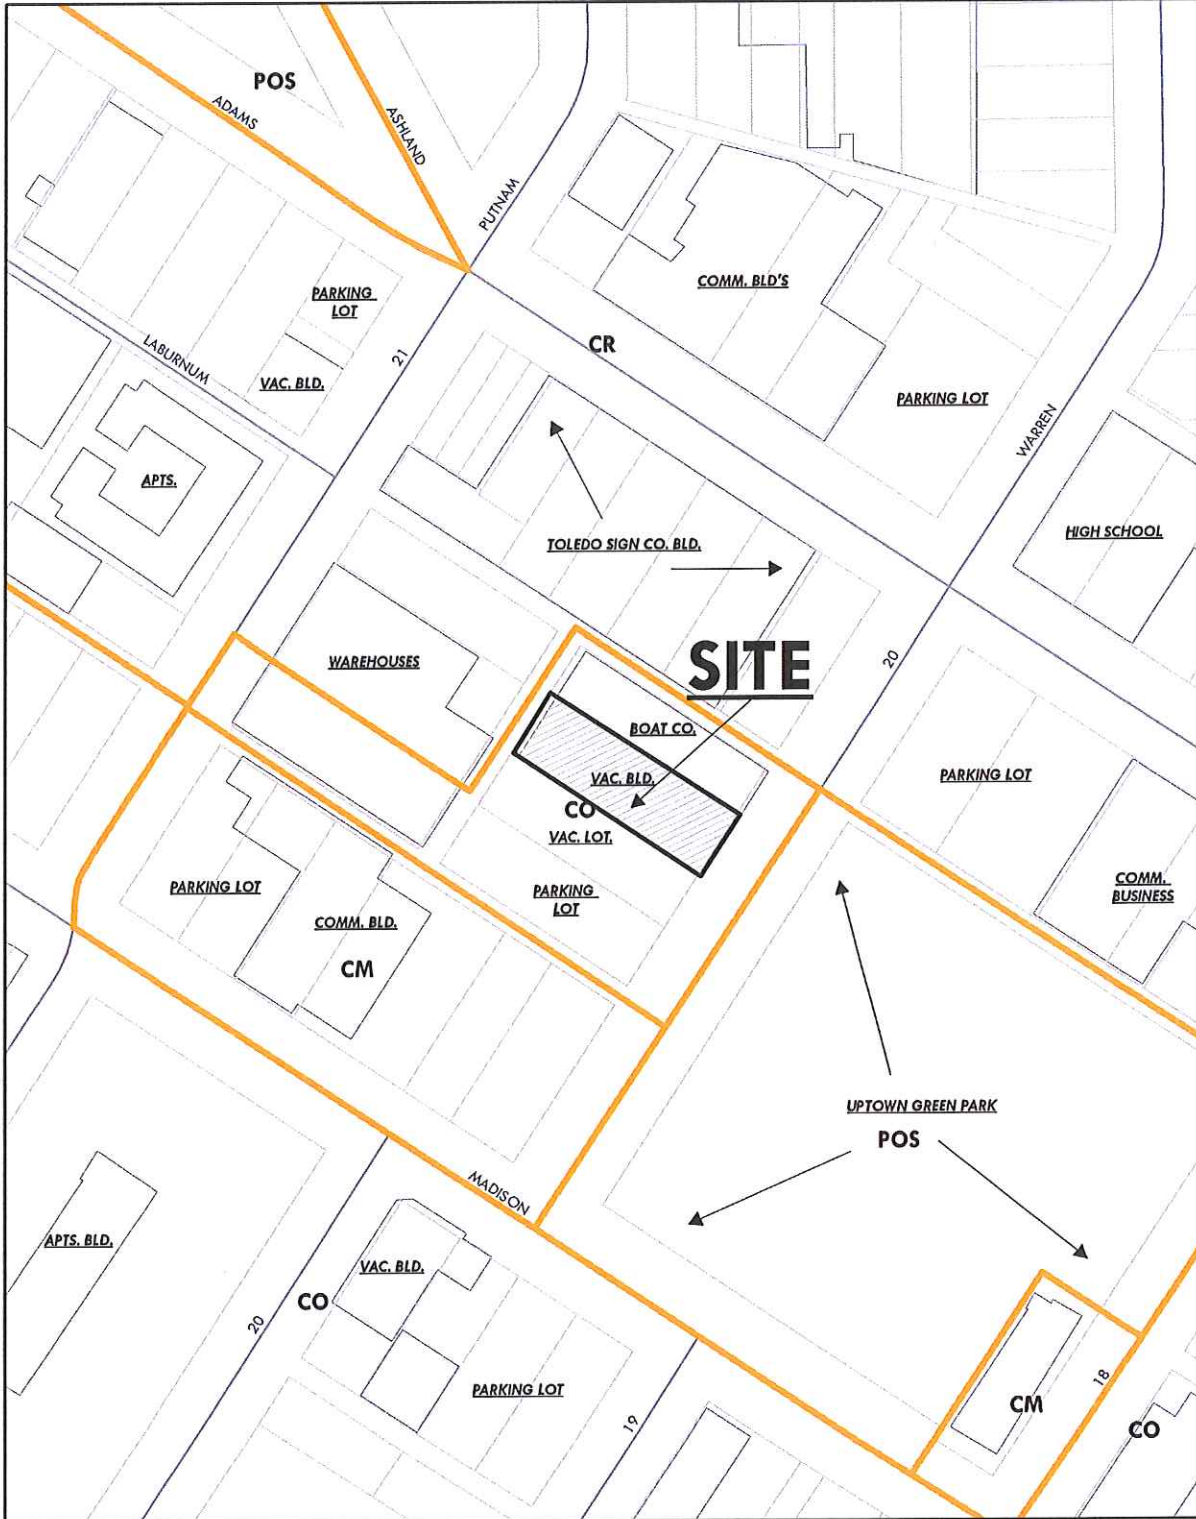 POS
ADAMS
ASHLAND
PUTNAM
COMM. BLD'S
PARKING
LOT
CR
21
LABURNUM
VAC. BLD.
PARKING LOT
WARREN
APTS.
HIGH SCHOOL
TOLEDO SIGN CO. BLD.
WAREHOUSES
SITE
20
BOAT CO.
VAC. BLD.
CO
VAC. LOT.
PARKING LOT
PARKING LOT
PARKING
LOT
COMM.
BUSINESS
COMM. BLD.
CM
UPTOWN GREEN PARK
POS
MADISON
APTS. BLD.
VAC. BLD.
CO
20
PARKING LOT
19
18
CM
CO